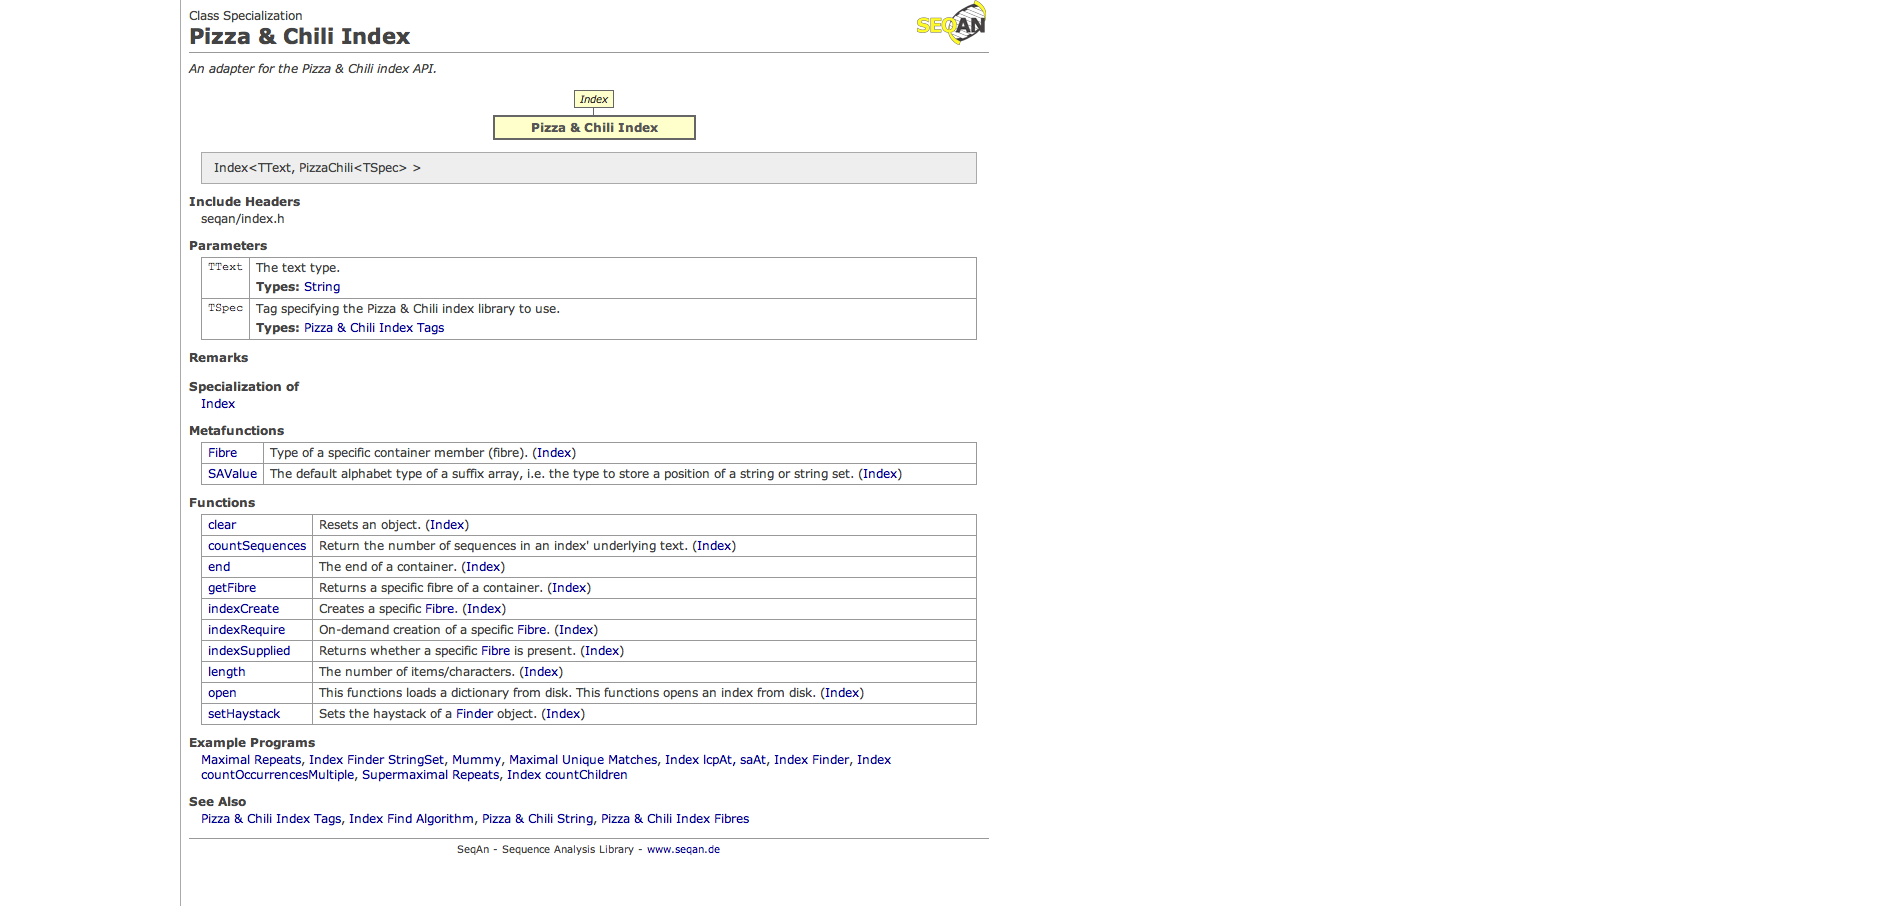 Class Specialization
Pizza & Chili Index
SEQAN
An adapter for the Pizza & Chili index API.
Index
Pizza & Chili Index
Index<TText, PizzaChili<TSpec> >
Include Headers
seqan/index.h
Parameters
TText The text type.
Types: String
TSpec Tag specifying the Pizza & Chili index library to use.
Types: Pizza & Chili Index Tags
Remarks
Specialization of
Index
Metafunctions
Fibre Type of a specific container member (fibre). (Index)
SAValue The default alphabet type of a suffix array, i.e. the type to store a position of a string or string set. (Index)
Functions
clear Resets an object. (Index)
countSequences Return the number of sequences in an index' underlying text. (Index)
end The end of a container. (Index)
getFibre Returns a specific fibre of a container. (Index)
indexCreate Creates a specific Fibre. (Index)
indexRequire On-demand creation of a specific Fibre. (Index)
indexSupplied Returns whether a specific Fibre is present. (Index)
length The number of items/characters. (Index)
open This functions loads a dictionary from disk. This functions opens an index from disk. (Index)
setHaystack Sets the haystack of a Finder object. (Index)
Example Programs
Maximal Repeats, Index Finder StringSet, Mummy, Maximal Unique Matches, Index lcpAt, saAt, Index Finder, Index
countOccurrencesMultiple, Supermaximal Repeats, Index countChildren
See Also
Pizza & Chili Index Tags, Index Find Algorithm, Pizza & Chili String, Pizza & Chili Index Fibres
SeqAn - Sequence Analysis Library - www.seqan.de